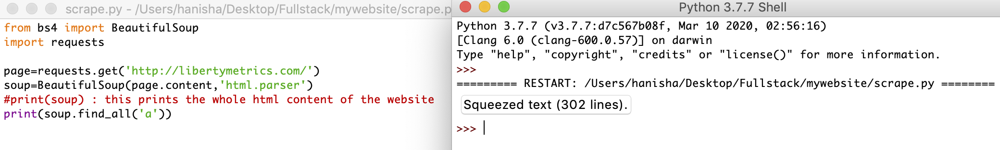 scrape.py - /Users/hanisha/Desktop/Fullstack/mywebsite/scrape.p
from bs4 import BeautifulSoup
import requests
page=requests.get('http://libertymetrics.com/')
soup=BeautifulSoup(page.content,'html.parser')
#print(soup) : this prints the whole html content of the website
print(soup.find_all('a'))
Python 3.7.7 Shell
Python 3.7.7 (v3.7.7:d7c567b08f, Mar 10 2020, 02:56:16)
[Clang 6.0 (clang-600.0.57)] on darwin
Type "help", "copyright", "credits" or "license()" for more information.
>>>
========= RESTART: /Users/hanisha/Desktop/Fullstack/mywebsite/scrape.py ========
Squeezed text (302 lines).
>>>